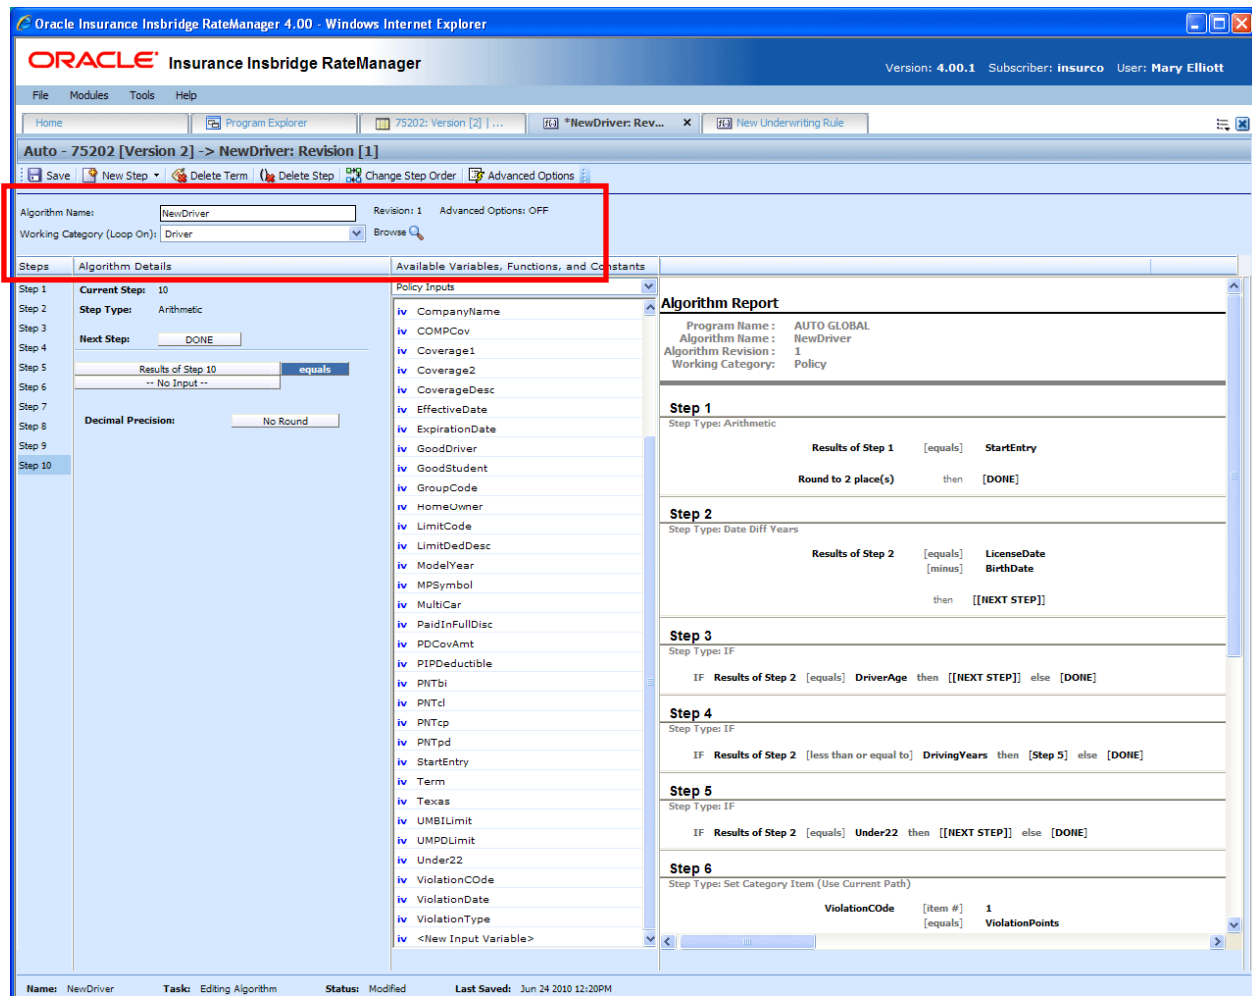 Oracle Insurance Insbridge RateManager 4.00 - Windows Internet Explorer
ORACLE Insurance Insbridge RateManager
Version: 4.00.1 Subscriber: insurco User: Mary Elliott
File Modules Tools Help
Home Program Explorer 75202: Version [2] | ... *NewDriver: Rev... x New Underwriting Rule
Auto - 75202 [Version 2] -> NewDriver: Revision [1]
Save New Step Delete Term Delete Step Change Step Order Advanced Options
Algorithm Name: NewDriver Revision: 1 Advanced Options: OFF
Working Category (Loop On): Driver Browse
Steps Algorithm Details Available Variables, Functions, and Constants
Step 1
Step 2
Step 3
Step 4
Step 5
Step 6
Step 7
Step 8
Step 9
Step 10
Current Step: 10
Step Type: Arithmetic
Next Step: DONE
Results of Step 10 equals
-- No Input --
Decimal Precision: No Round
Policy Inputs
iv CompanyName
iv COMPCov
iv Coverage1
iv Coverage2
iv CoverageDesc
iv EffectiveDate
iv ExpirationDate
iv GoodDriver
iv GoodStudent
iv GroupCode
iv HomeOwner
iv LimitCode
iv LimitDedDesc
iv ModelYear
iv MPSymbol
iv MultiCar
iv PaidInFullDisc
iv PDCovAmt
iv PIPDeductible
iv PNTbi
iv PNTcl
iv PNTcp
iv PNTpd
iv StartEntry
iv Term
iv Texas
iv UMBILimit
iv UMPDLimit
iv Under22
iv ViolationCOde
iv ViolationDate
iv ViolationType
iv <New Input Variable>
Algorithm Report
Program Name : AUTO GLOBAL
Algorithm Name : NewDriver
Algorithm Revision : 1
Working Category: Policy
Step 1
Step Type: Arithmetic
Results of Step 1 [equals] StartEntry
Round to 2 place(s) then [DONE]
Step 2
Step Type: Date Diff Years
Results of Step 2 [equals] LicenseDate
[minus] BirthDate
then [[NEXT STEP]]
Step 3
Step Type: IF
IF Results of Step 2 [equals] DriverAge then [[NEXT STEP]] else [DONE]
Step 4
Step Type: IF
IF Results of Step 2 [less than or equal to] DrivingYears then [Step 5] else [DONE]
Step 5
Step Type: IF
IF Results of Step 2 [equals] Under22 then [[NEXT STEP]] else [DONE]
Step 6
Step Type: Set Category Item (Use Current Path)
ViolationCOde [item #] 1
[equals] ViolationPoints
Name: NewDriver Task: Editing Algorithm Status: Modified Last Saved: Jun 24 2010 12:20PM